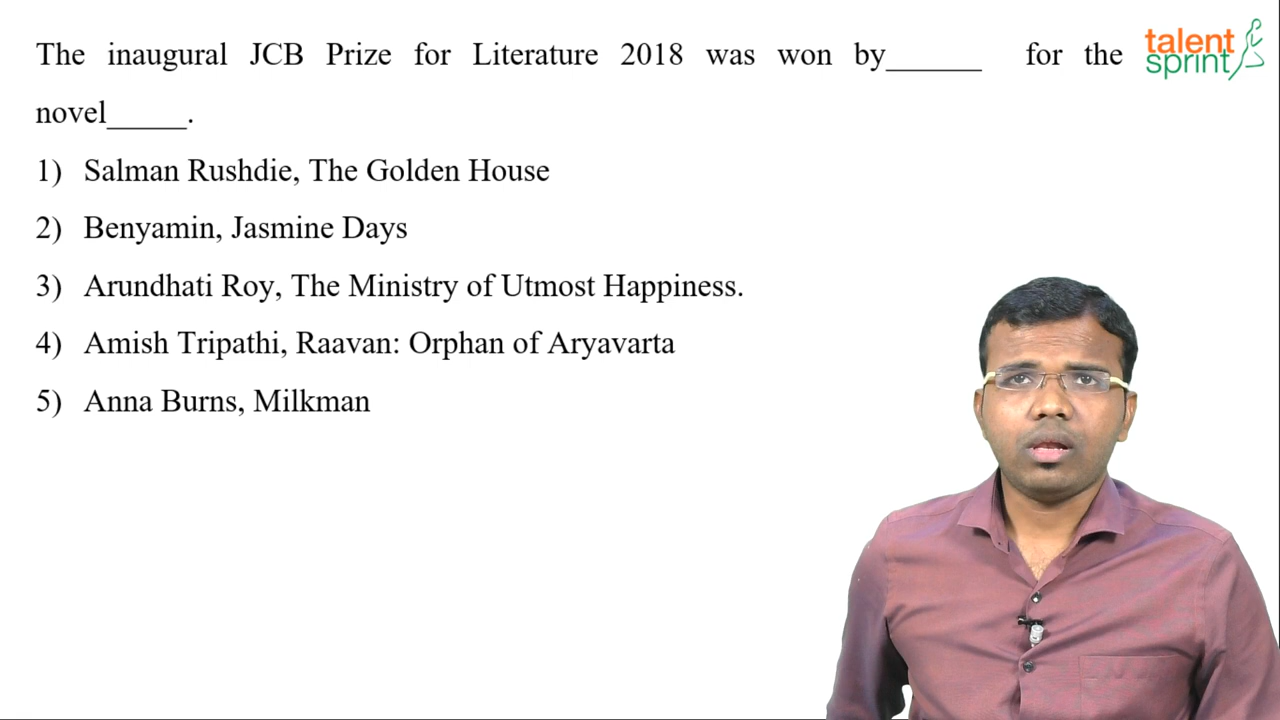 The inaugural JCB Prize for Literature 2018 was won by______ for the
novel_____.
1) Salman Rushdie, The Golden House
2) Benyamin, Jasmine Days
3) Arundhati Roy, The Ministry of Utmost Happiness.
4) Amish Tripathi, Raavan: Orphan of Aryavarta
5) Anna Burns, Milkman
talent
sprint